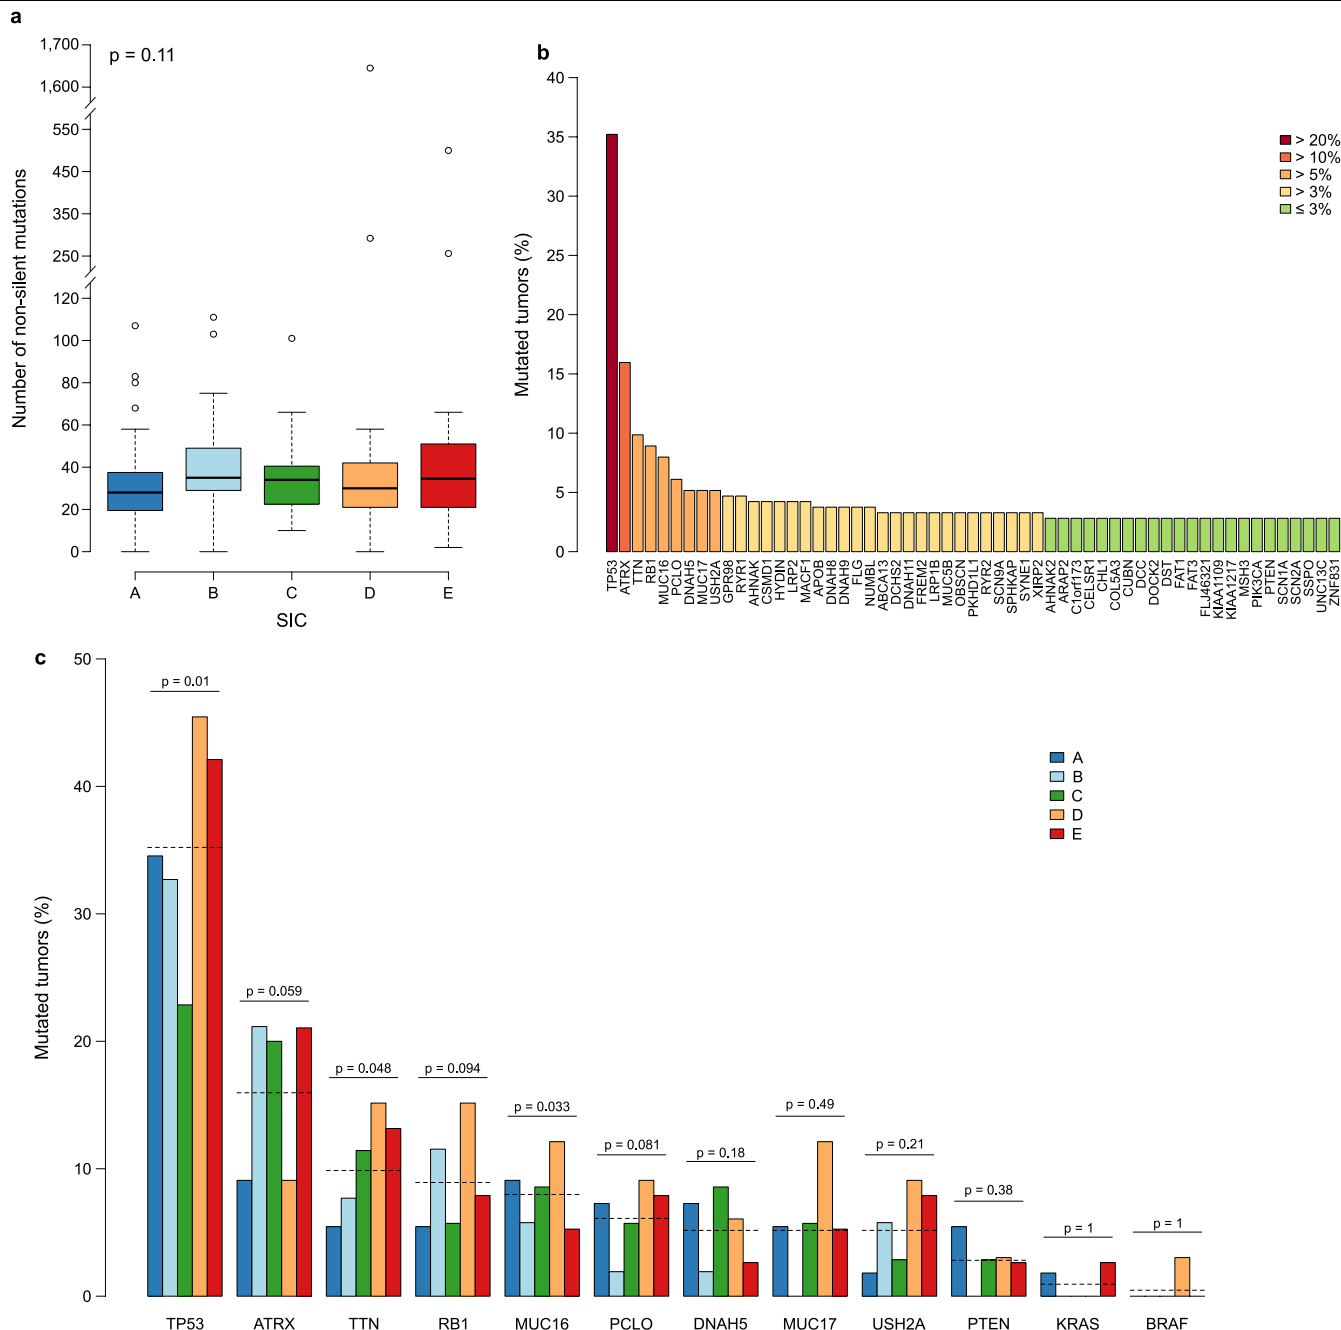 a
p = 0.11
1,700
1,600
550
450
350
250
120
100
80
60
40
20
0
Number of non-silent mutations
A B C D E
SIC
b
40
35
30
25
20
15
10
5
0
Mutated tumors (%)
> 20%
> 10%
> 5%
> 3%
≤ 3%
TP53
ATRX
TTN
RB1
MUC16
PCLO
DNAH5
MUC17
USH2A
GPR98
RYR1
AHNAK
CSMD1
HYDIN
LRP2
MACF1
APOB
DNAH8
DNAH9
FLG
NUMBL
ABCA13
DCHS2
DNAH11
FREM2
LRP1B
MUC5B
OBSCN
PKHD1L1
RYR2
SCN9A
SPHKAP
SYNE1
XIRP2
AHNAK2
ARAP2
C1orf173
CELSR1
CHL1
COL5A3
CUBN
DCC
DOCK2
DST
FAT1
FAT3
FLJ46321
KIAA1109
KIAA1217
MSH3
PIK3CA
PTEN
SCN1A
SCN2A
SSPO
UNC13C
ZNF831
c
50
40
30
20
10
0
Mutated tumors (%)
A
B
C
D
E
p = 0.01
p = 0.059
p = 0.048
p = 0.094
p = 0.033
p = 0.081
p = 0.18
p = 0.49
p = 0.21
p = 0.38
p = 1
p = 1
TP53 ATRX TTN RB1 MUC16 PCLO DNAH5 MUC17 USH2A PTEN KRAS BRAF